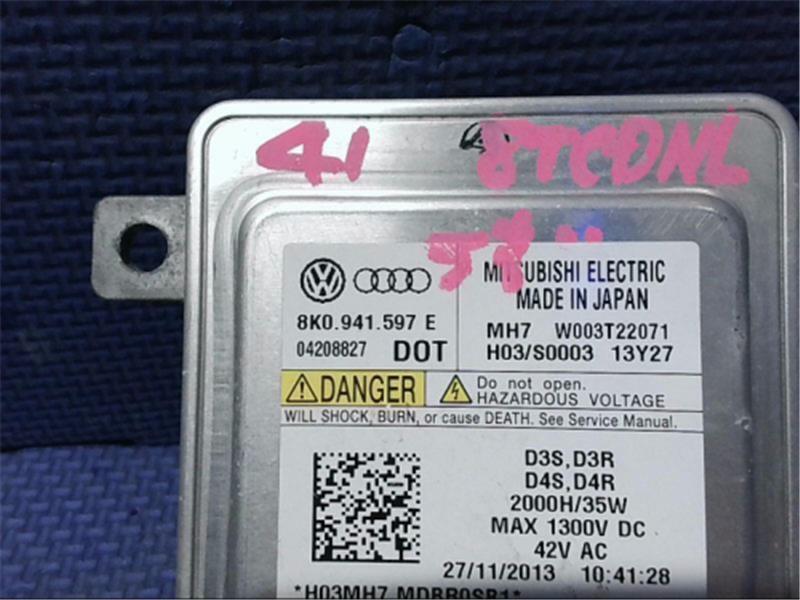 4.1 8TCDNL
MITSUBISHI ELECTRIC
MADE IN JAPAN
8K0.941.597 E
04208827 DOT
MH7 W003T22071
H03/S0003 13Y27
DANGER
Do not open.
HAZARDOUS VOLTAGE
WILL SHOCK, BURN, or cause DEATH. See Service Manual.
D3S,D3R
D4S,D4R
2000H/35W
MAX 1300V DC
42V AC
27/11/2013 10:41:28